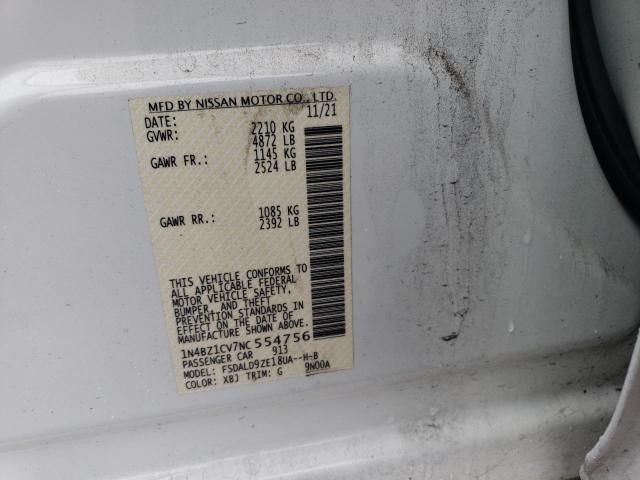 MFD BY NISSAN MOTOR CO., LTD.
DATE: 11/21
GVWR: 2210 KG
4872 LB
GAWR FR.: 1145 KG
2524 LB
GAWR RR.: 1085 KG
2392 LB
THIS VEHICLE CONFORMS TO
ALL APPLICABLE FEDERAL
MOTOR VEHICLE SAFETY,
BUMPER, AND THEFT
PREVENTION STANDARDS IN
EFFECT ON THE DATE OF
MANUFACTURE SHOWN ABOVE.
1N4BZ1CV7NC554756
PASSENGER CAR 913
MODEL: FSDALD9ZE18UA--H-B
COLOR: XBJ TRIM: G 9N00A